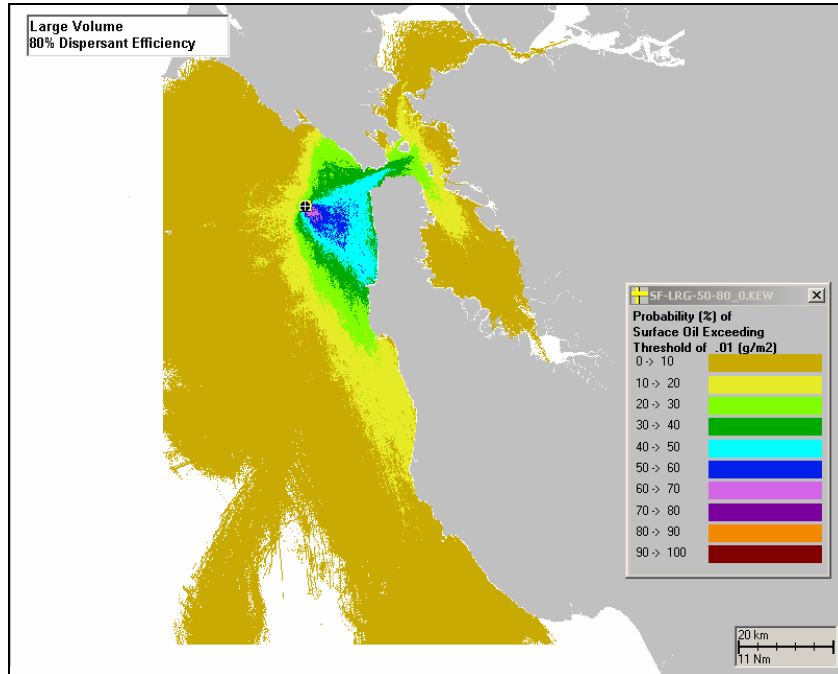 Large Volume
80% Dispersant Efficiency
SF-LRG-50-80_0.KEW
Probability (%) of
Surface Oil Exceeding
Threshold of .01 (g/m2)
0 -> 10
10 -> 20
20 -> 30
30 -> 40
40 -> 50
50 -> 60
60 -> 70
70 -> 80
80 -> 90
90 -> 100
20 km
11 Nm